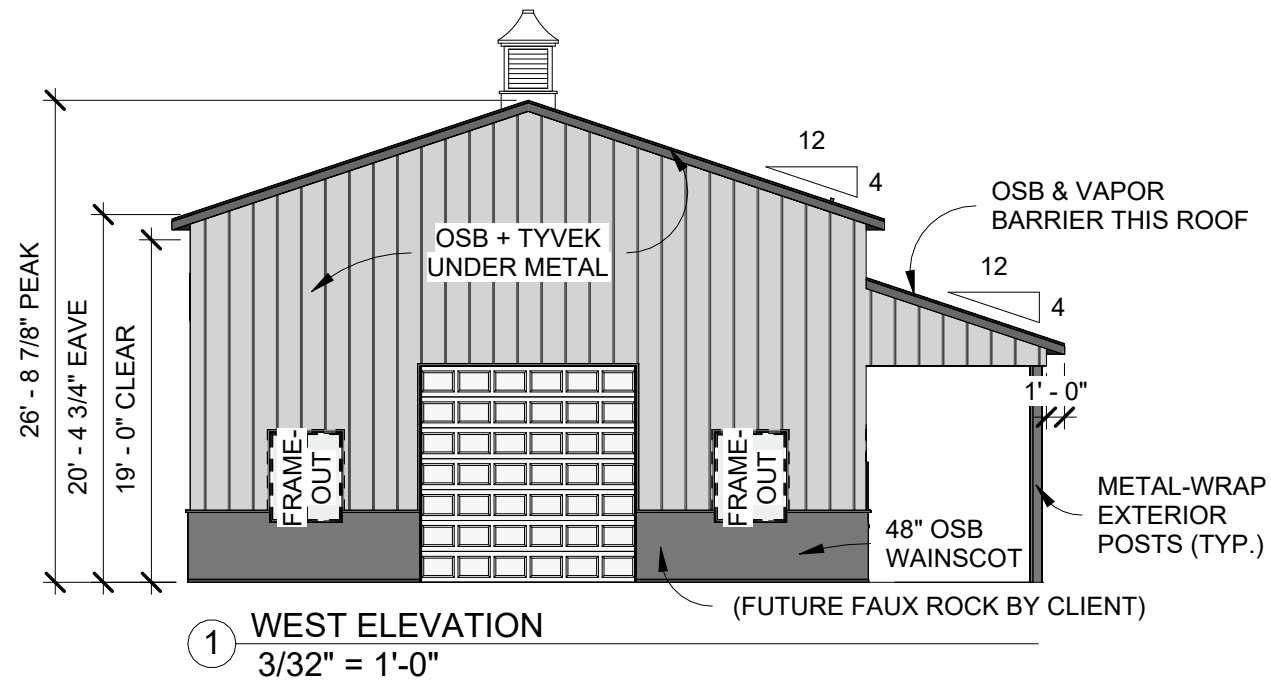 12
4
OSB & VAPOR
BARRIER THIS ROOF
OSB + TYVEK
UNDER METAL
12
4
26' - 8 7/8" PEAK
20' - 4 3/4" EAVE
19' - 0" CLEAR
1' - 0"
FRAME-
OUT
FRAME-
OUT
METAL-WRAP
EXTERIOR
POSTS (TYP.)
48" OSB
WAINSCOT
(FUTURE FAUX ROCK BY CLIENT)
1
WEST ELEVATION
3/32" = 1'-0"